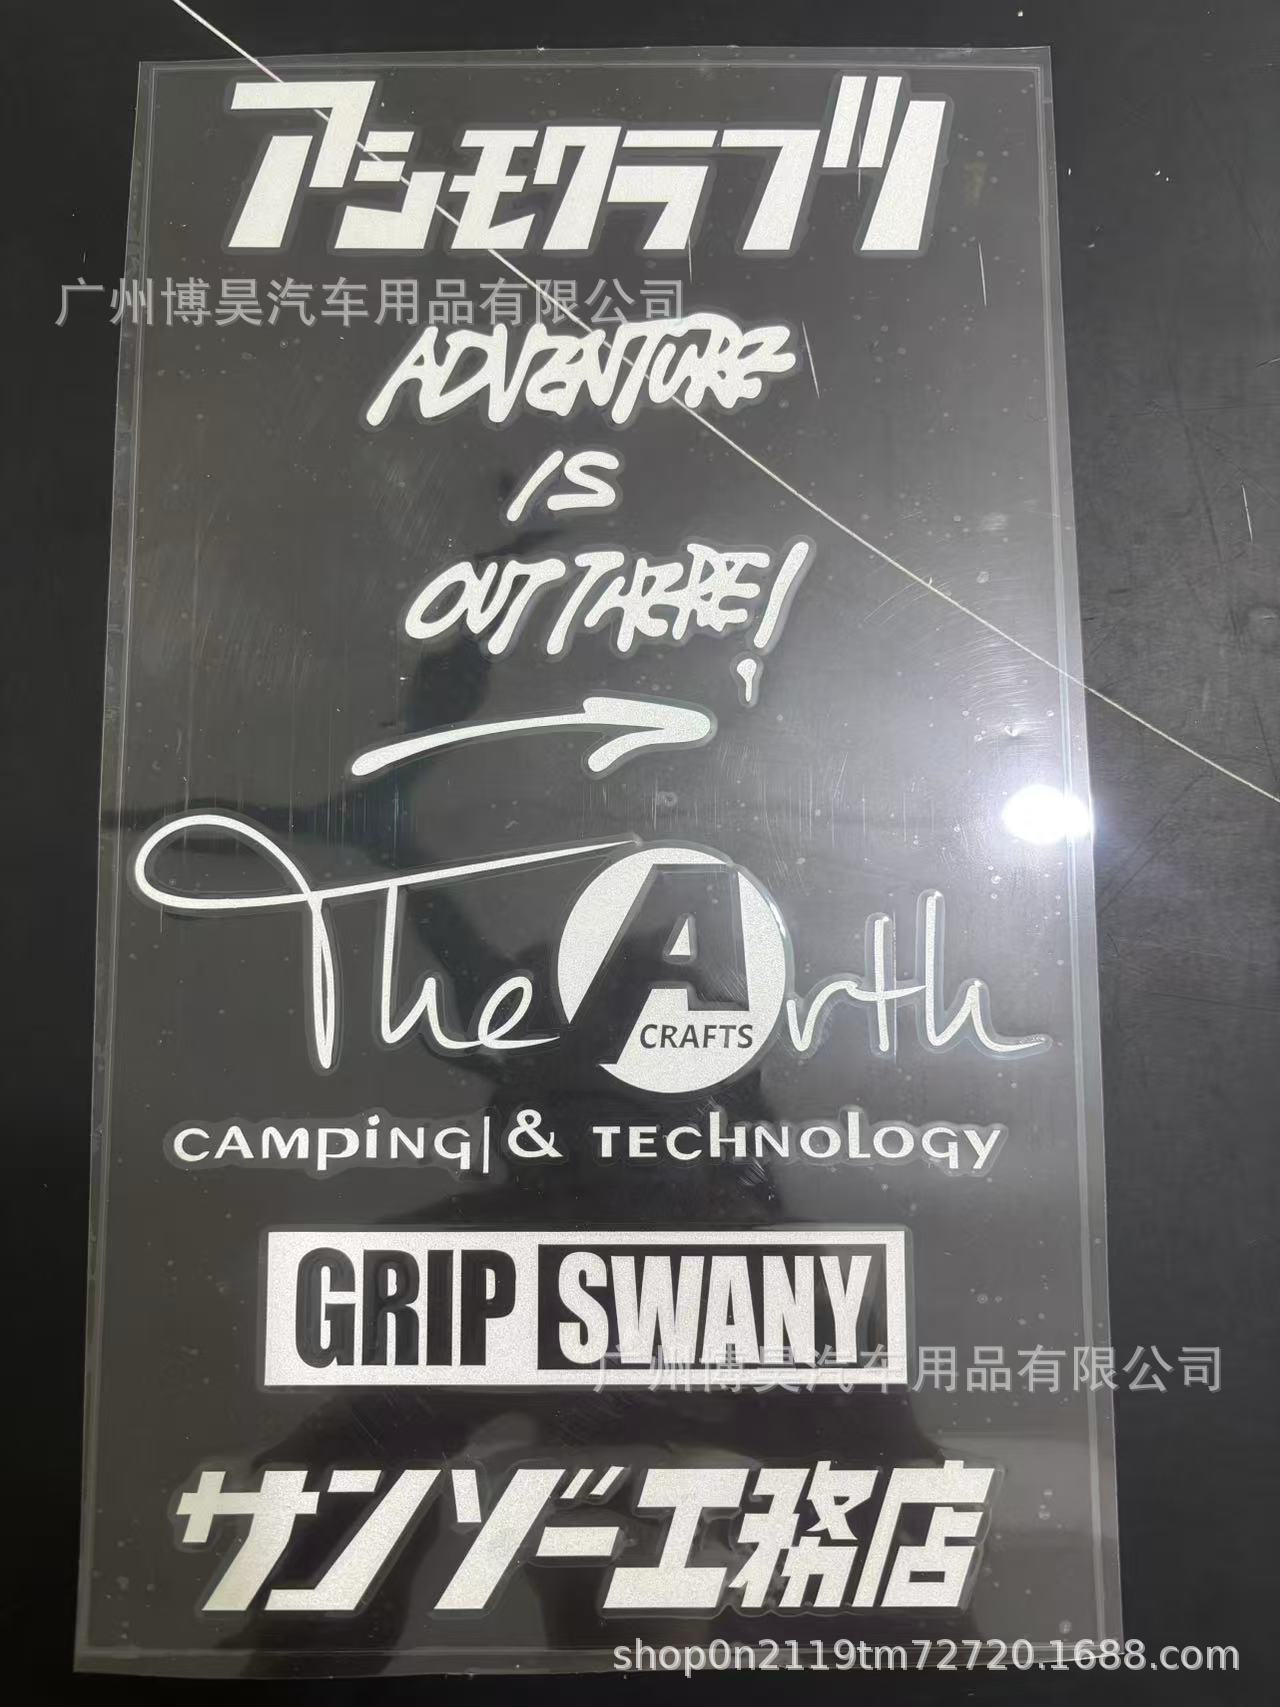 アシモクラフツ
广州博昊汽车用品有限公司
ADVENTURE
IS
OUT THERE!
The Arth
CRAFTS
CAMPiNG|& TEChNOLOGY
GRIP SWANY
广州博昊汽车用品有限公司
サンゾー工務店
shop0n2119tm72720.1688.com